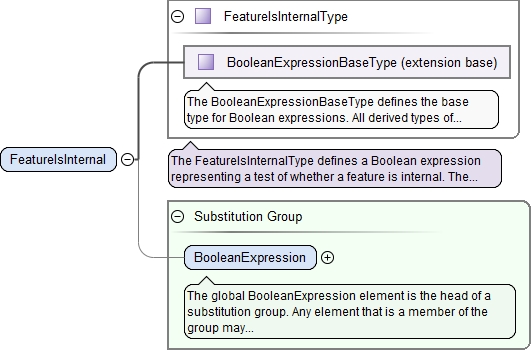 FeatureIsInternalType
BooleanExpressionBaseType (extension base)
The BooleanExpressionBaseType defines the base
type for Boolean expressions. All derived types of...
FeatureIsInternal
The FeatureIsInternalType defines a Boolean expression
representing a test of whether a feature is internal. The...
Substitution Group
BooleanExpression
The global BooleanExpression element is the head of a
substitution group. Any element that is a member of the
group may...